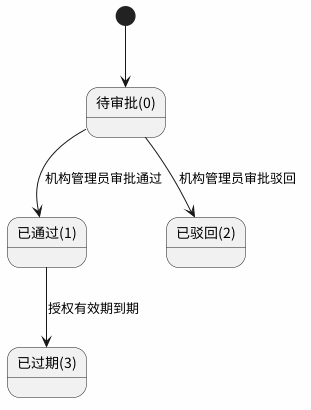 待审批(0)
机构管理员审批通过
机构管理员审批驳回
已通过(1)
已驳回(2)
授权有效期到期
已过期(3)